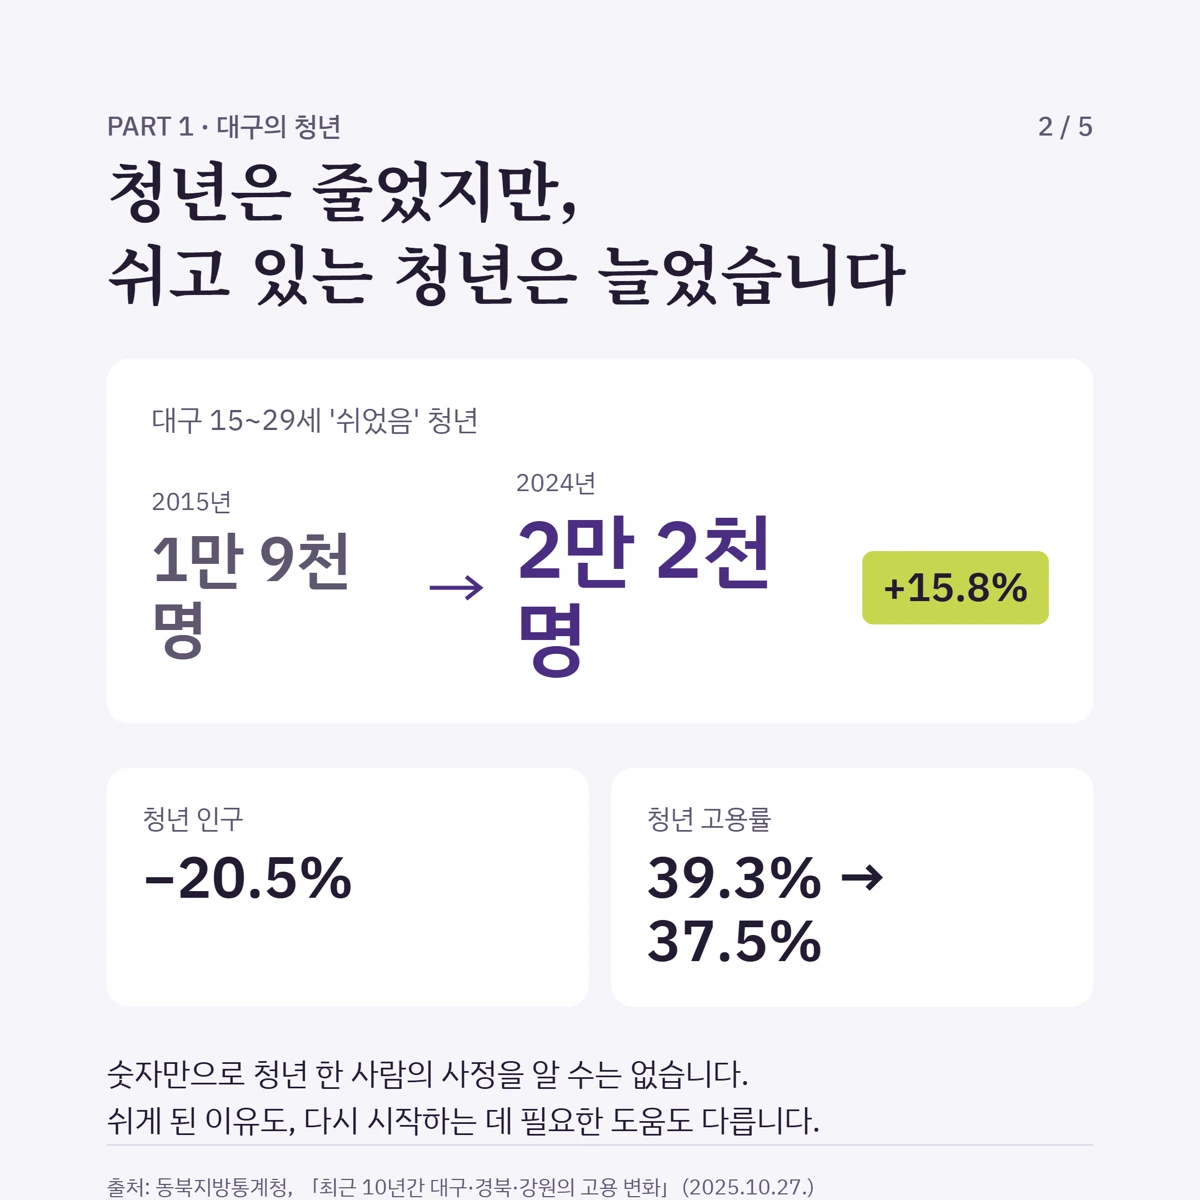 PART 1 · 대구의 청년
2 / 5
청년은 줄었지만,
쉬고 있는 청년은 늘었습니다
대구 15~29세 '쉬었음' 청년
2015년
1만 9천
명
→
2024년
2만 2천
명
+15.8%
청년 인구
−20.5%
청년 고용률
39.3% →
37.5%
숫자만으로 청년 한 사람의 사정을 알 수는 없습니다.
쉬게 된 이유도, 다시 시작하는 데 필요한 도움도 다릅니다.
출처: 동북지방통계청, 「최근 10년간 대구·경북·강원의 고용 변화」 (2025.10.27.)